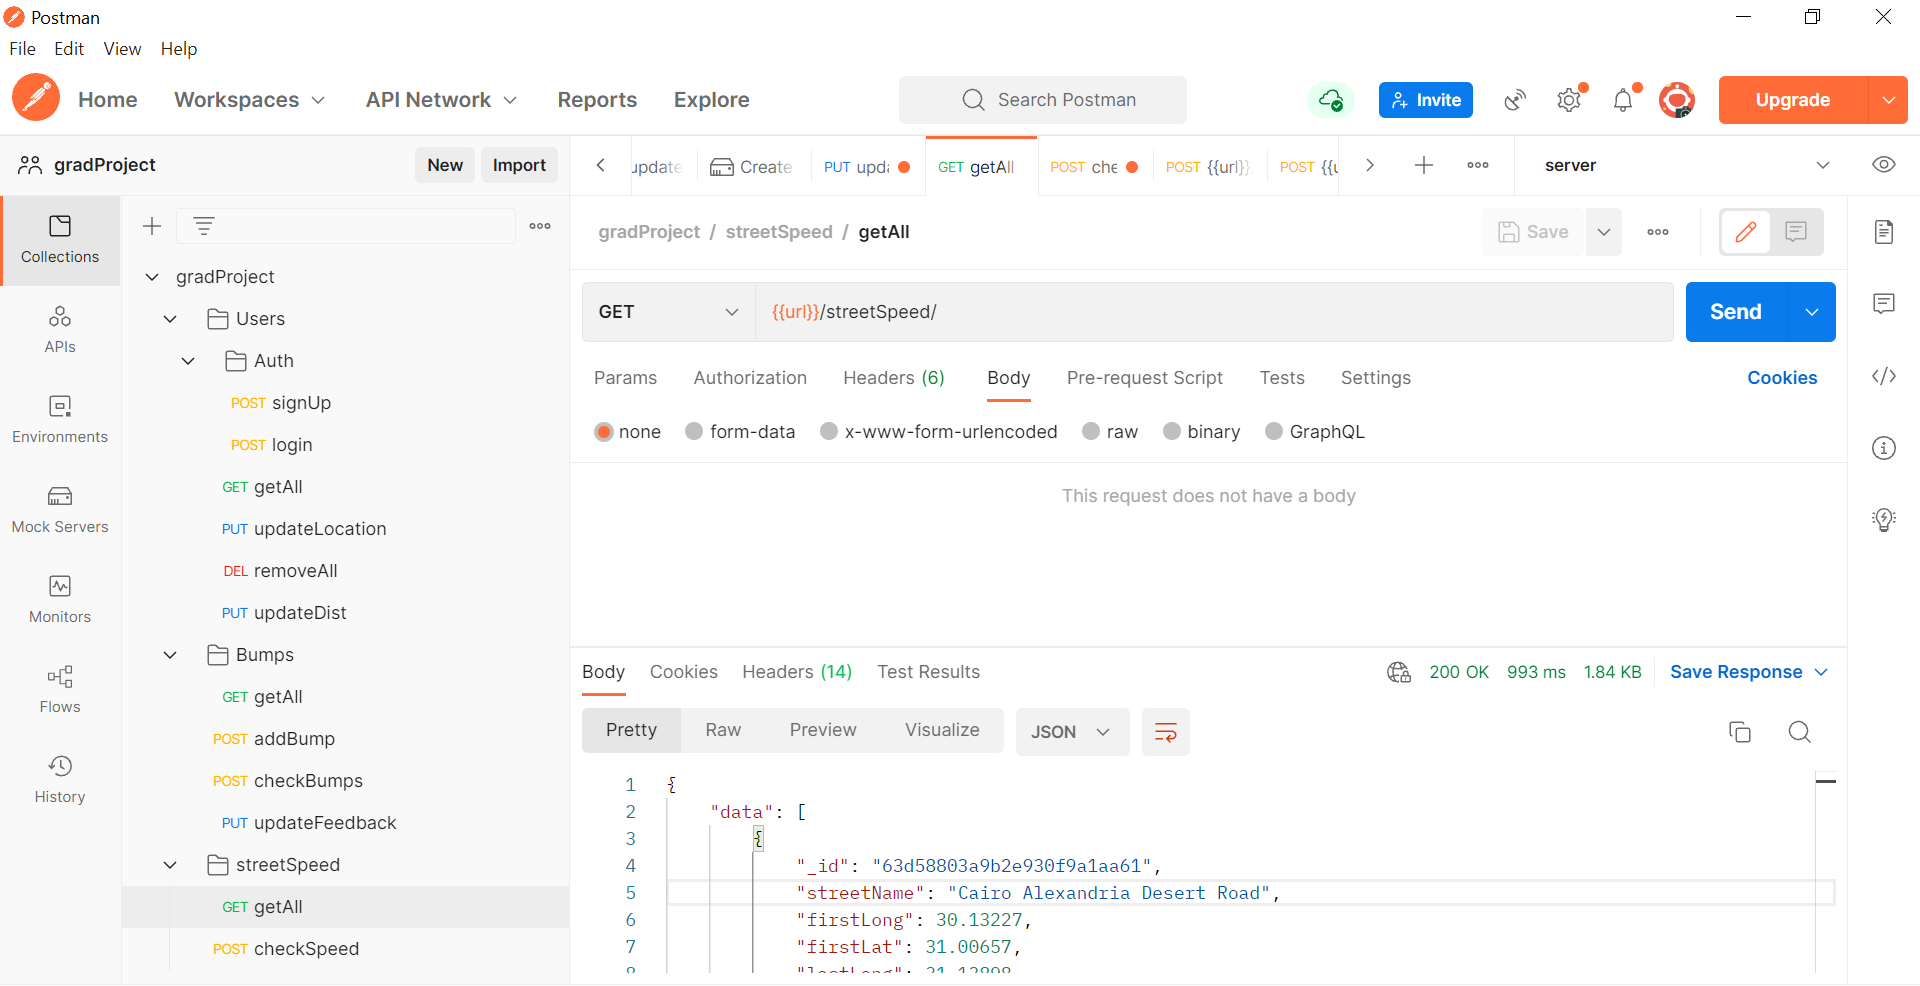 Postman
File Edit View Help
Home Workspaces API Network Reports Explore Search Postman Invite Upgrade
gradProject New Import update Create PUT upda GET getAll POST che POST {{url}} POST {{u server
gradProject / streetSpeed / getAll Save
Collections
APIs
Environments
Mock Servers
Monitors
Flows
History
gradProject
Users
Auth
POST signUp
POST login
GET getAll
PUT updateLocation
DEL removeAll
PUT updateDist
Bumps
GET getAll
POST addBump
POST checkBumps
PUT updateFeedback
streetSpeed
GET getAll
POST checkSpeed
GET {{url}}/streetSpeed/ Send
Params Authorization Headers (6) Body Pre-request Script Tests Settings Cookies
none form-data x-www-form-urlencoded raw binary GraphQL
This request does not have a body
Body Cookies Headers (14) Test Results 200 OK 993 ms 1.84 KB Save Response
Pretty Raw Preview Visualize JSON
1 {
2 "data": [
3 {
4 "_id": "63d58803a9b2e930f9a1aa61",
5 "streetName": "Cairo Alexandria Desert Road",
6 "firstLong": 30.13227,
7 "firstLat": 31.00657,
8 "lastLong": 31.13898